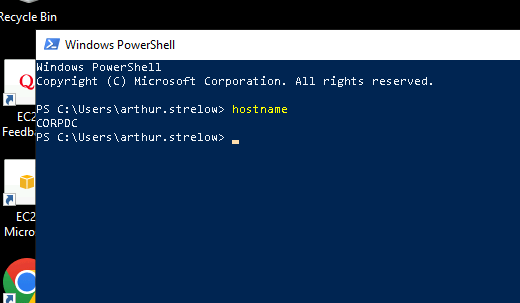 Recycle Bin
Windows PowerShell
Windows PowerShell
Copyright (C) Microsoft Corporation. All rights reserved.
PS C:\Users\arthur.strelow> hostname
CORPDC
PS C:\Users\arthur.strelow>
EC2
Feedb
EC2
Micro